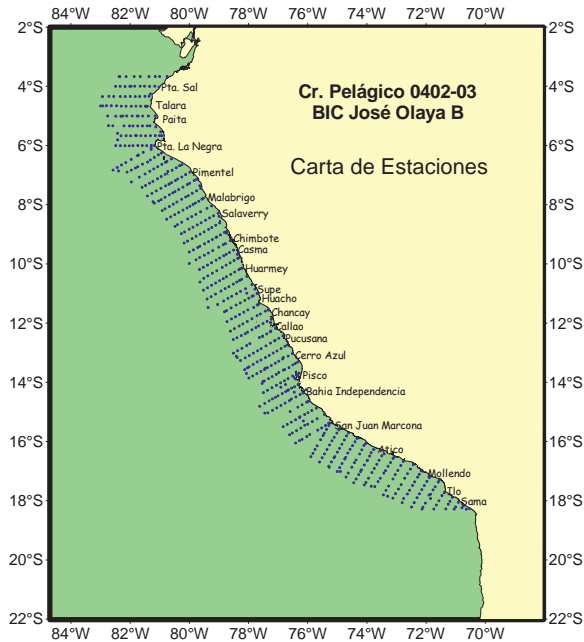 84°W 82°W 80°W 78°W 76°W 74°W 72°W 70°W
2°S 2°S
4°S 4°S
Cr. Pelágico 0402-03
BIC José Olaya B
Carta de Estaciones
Pta. Sal
Talara
Paita
6°S 6°S
Pta. La Negra
Pimentel
8°S 8°S
Malabrigo
Salaverry
Chimbote
Casma
10°S 10°S
Huarmey
Supe
Huacho
Chancay
12°S 12°S
Callao
Pucusana
Cerro Azul
Pisco
14°S 14°S
Bahia Independencia
San Juan Marcona
16°S 16°S
Atico
Mollendo
Ilo
18°S 18°S
Sama
20°S 20°S
22°S 22°S
84°W 82°W 80°W 78°W 76°W 74°W 72°W 70°W